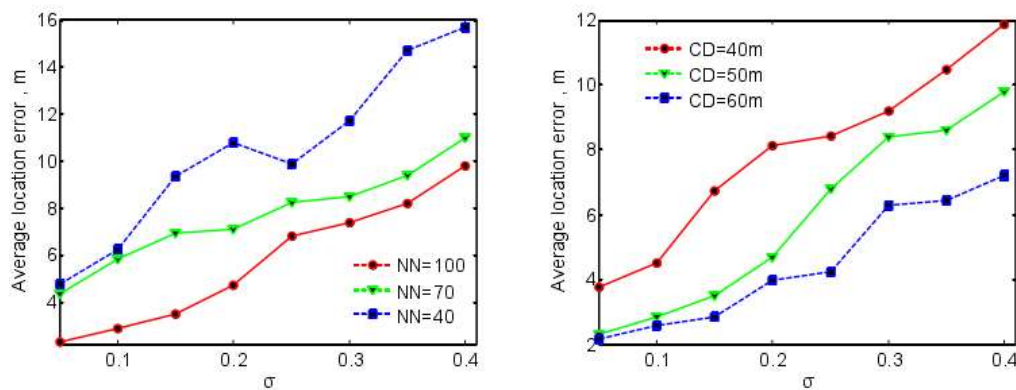 Average location error , m
16
14
12
10
8
6
4
0.1
0.2
0.3
0.4
σ
NN=100
NN=70
NN=40
Average location error , m
12
10
8
6
4
2
0.1
0.2
0.3
0.4
σ
CD=40m
CD=50m
CD=60m